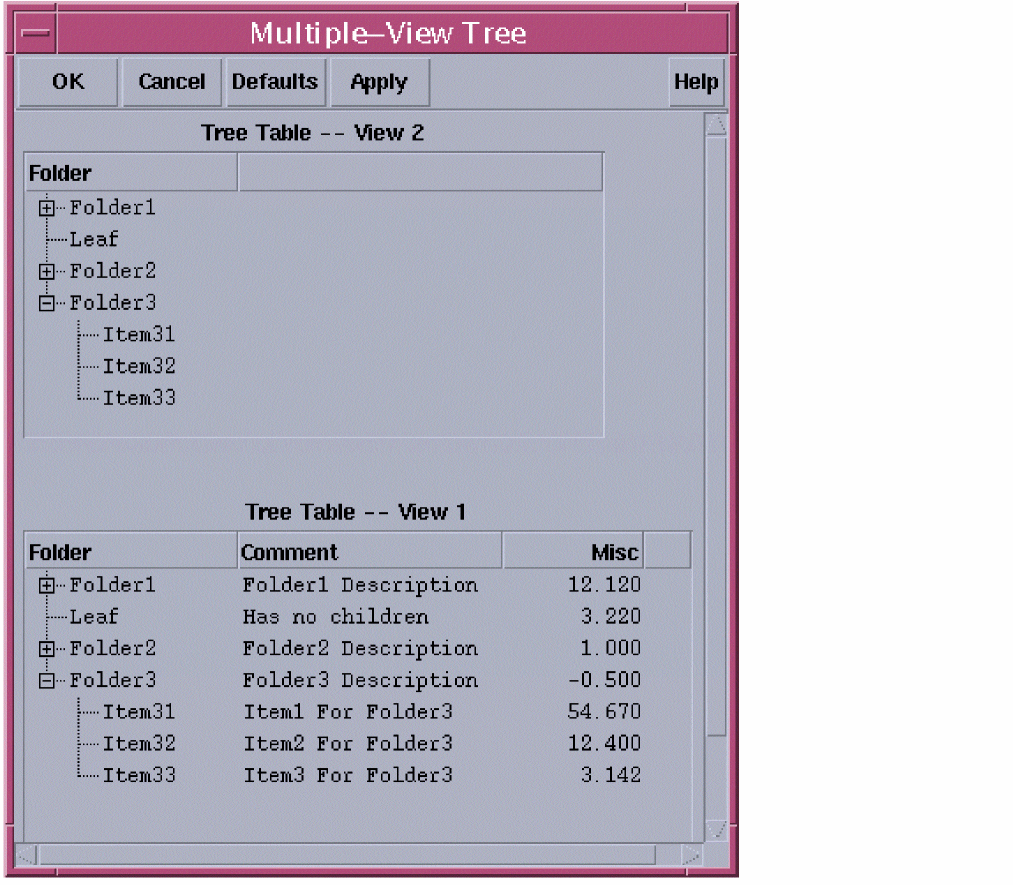 Multiple–View Tree
OK Cancel Defaults Apply Help
Tree Table -- View 2
Folder
Folder1
Leaf
Folder2
Folder3
Item31
Item32
Item33
Tree Table -- View 1
Folder Comment Misc
Folder1 Folder1 Description 12.120
Leaf Has no children 3.220
Folder2 Folder2 Description 1.000
Folder3 Folder3 Description -0.500
Item31 Item1 For Folder3 54.670
Item32 Item2 For Folder3 12.400
Item33 Item3 For Folder3 3.142